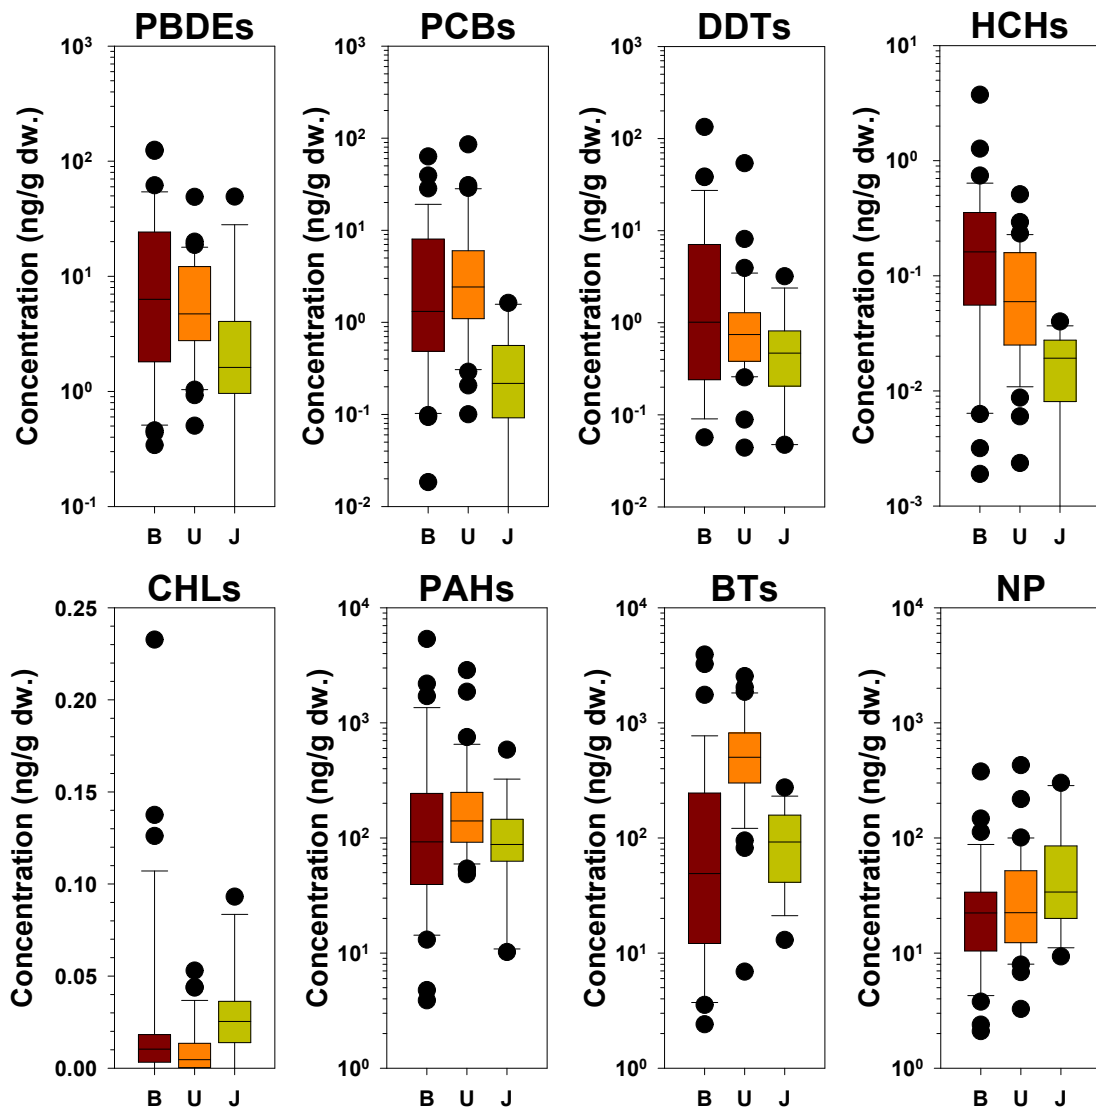 PBDEs
PCBs
DDTs
HCHs
Concentration (ng/g dw.)
10³
10²
10¹
10⁰
10⁻¹
B U J
Concentration (ng/g dw.)
10³
10²
10¹
10⁰
10⁻¹
10⁻²
B U J
Concentration (ng/g dw.)
10³
10²
10¹
10⁰
10⁻¹
10⁻²
B U J
Concentration (ng/g dw.)
10¹
10⁰
10⁻¹
10⁻²
10⁻³
B U J
CHLs
PAHs
BTs
NP
Concentration (ng/g dw.)
0.25
0.20
0.15
0.10
0.05
0.00
B U J
Concentration (ng/g dw.)
10⁴
10³
10²
10¹
10⁰
B U J
Concentration (ng/g dw.)
10⁴
10³
10²
10¹
10⁰
B U J
Concentration (ng/g dw.)
10⁴
10³
10²
10¹
10⁰
B U J